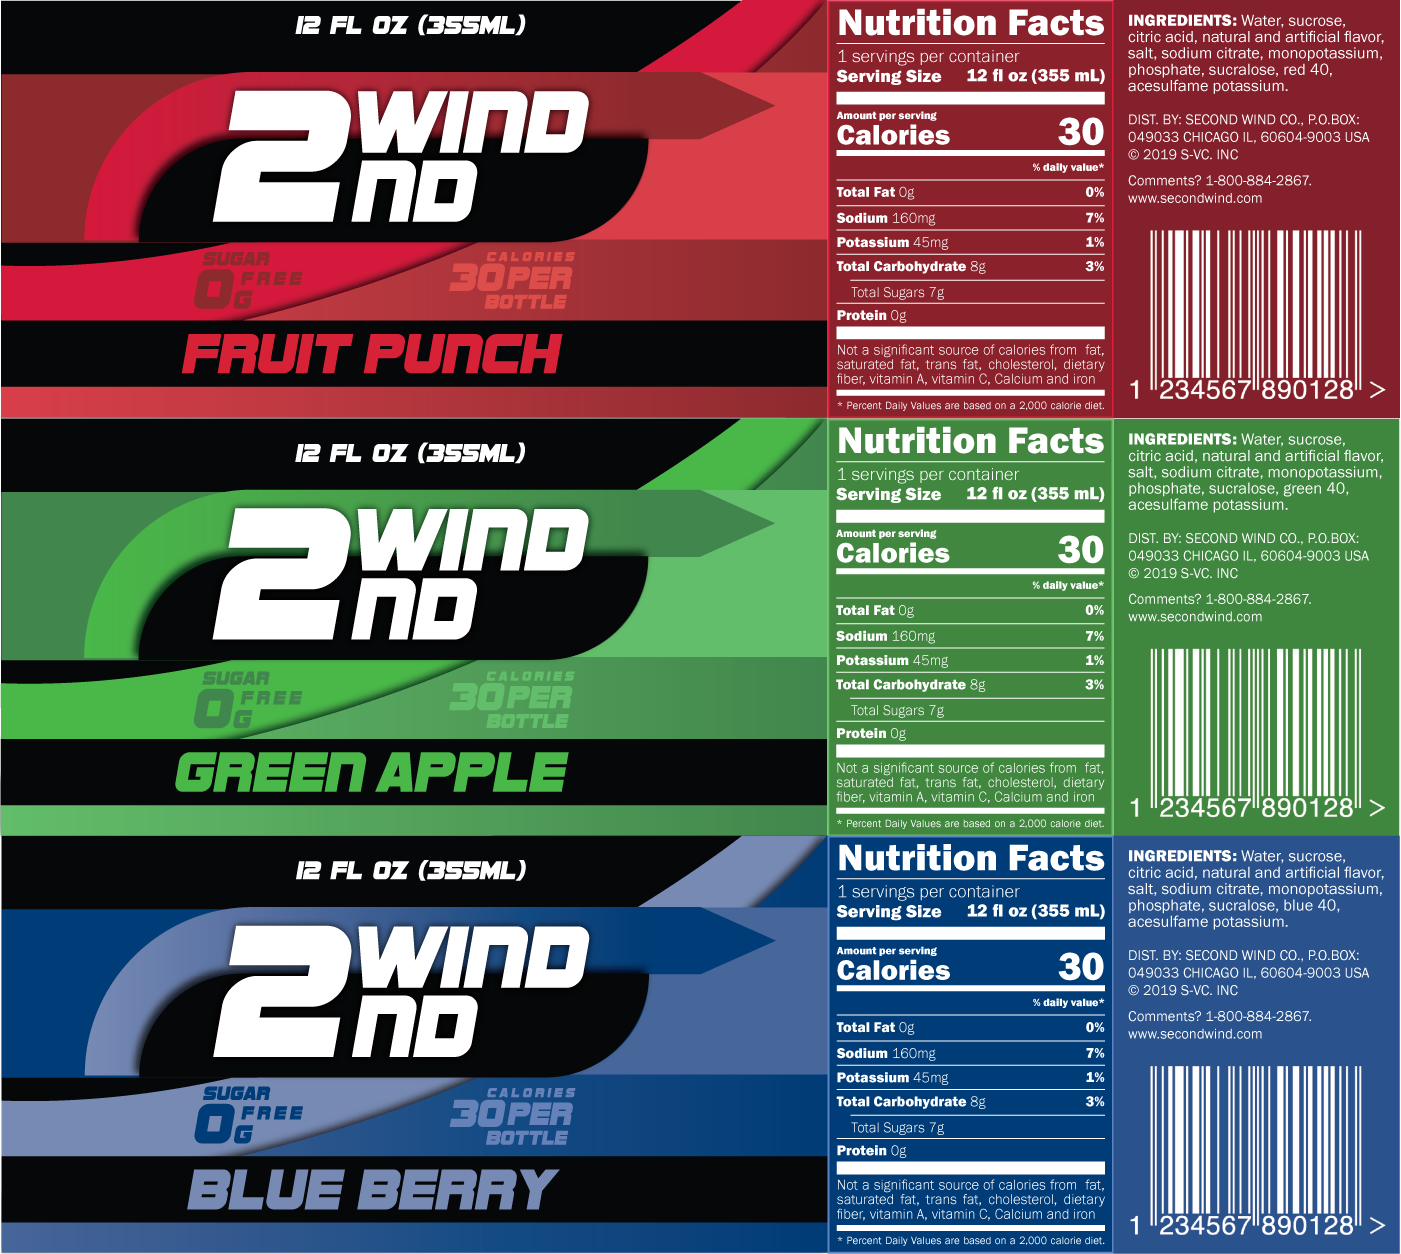 12 FL OZ (355ML)
2ND WIND
SUGAR
FREE
0G
CALORIES
30 PER
BOTTLE
FRUIT PUNCH
Nutrition Facts
1 servings per container
Serving Size 12 fl oz (355 mL)
Amount per serving
Calories 30
% daily value*
Total Fat 0g 0%
Sodium 160mg 7%
Potassium 45mg 1%
Total Carbohydrate 8g 3%
Total Sugars 7g
Protein 0g
Not a significant source of calories from fat,
saturated fat, trans fat, cholesterol, dietary
fiber, vitamin A, vitamin C, Calcium and iron
* Percent Daily Values are based on a 2,000 calorie diet.
INGREDIENTS: Water, sucrose,
citric acid, natural and artificial flavor,
salt, sodium citrate, monopotassium,
phosphate, sucralose, red 40,
acesulfame potassium.
DIST. BY: SECOND WIND CO., P.O.BOX:
049033 CHICAGO IL, 60604-9003 USA
© 2019 S-VC. INC
Comments? 1-800-884-2867.
www.secondwind.com
1 234567 890128 >
12 FL OZ (355ML)
2ND WIND
SUGAR
FREE
0G
CALORIES
30 PER
BOTTLE
GREEN APPLE
Nutrition Facts
1 servings per container
Serving Size 12 fl oz (355 mL)
Amount per serving
Calories 30
% daily value*
Total Fat 0g 0%
Sodium 160mg 7%
Potassium 45mg 1%
Total Carbohydrate 8g 3%
Total Sugars 7g
Protein 0g
Not a significant source of calories from fat,
saturated fat, trans fat, cholesterol, dietary
fiber, vitamin A, vitamin C, Calcium and iron
* Percent Daily Values are based on a 2,000 calorie diet.
INGREDIENTS: Water, sucrose,
citric acid, natural and artificial flavor,
salt, sodium citrate, monopotassium,
phosphate, sucralose, green 40,
acesulfame potassium.
DIST. BY: SECOND WIND CO., P.O.BOX:
049033 CHICAGO IL, 60604-9003 USA
© 2019 S-VC. INC
Comments? 1-800-884-2867.
www.secondwind.com
1 234567 890128 >
12 FL OZ (355ML)
2ND WIND
SUGAR
FREE
0G
CALORIES
30 PER
BOTTLE
BLUE BERRY
Nutrition Facts
1 servings per container
Serving Size 12 fl oz (355 mL)
Amount per serving
Calories 30
% daily value*
Total Fat 0g 0%
Sodium 160mg 7%
Potassium 45mg 1%
Total Carbohydrate 8g 3%
Total Sugars 7g
Protein 0g
Not a significant source of calories from fat,
saturated fat, trans fat, cholesterol, dietary
fiber, vitamin A, vitamin C, Calcium and iron
* Percent Daily Values are based on a 2,000 calorie diet.
INGREDIENTS: Water, sucrose,
citric acid, natural and artificial flavor,
salt, sodium citrate, monopotassium,
phosphate, sucralose, blue 40,
acesulfame potassium.
DIST. BY: SECOND WIND CO., P.O.BOX:
049033 CHICAGO IL, 60604-9003 USA
© 2019 S-VC. INC
Comments? 1-800-884-2867.
www.secondwind.com
1 234567 890128 >